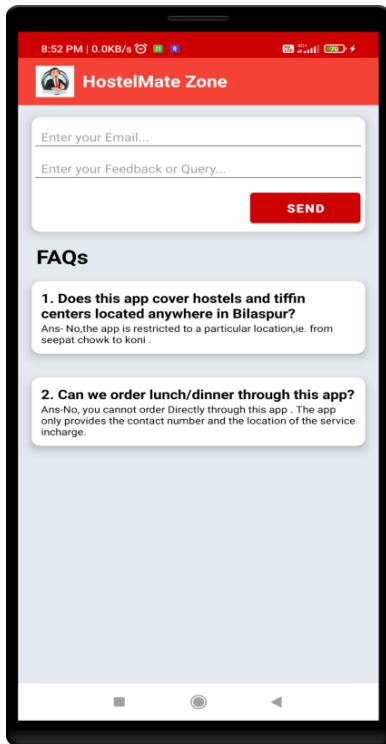 8:52 PM | 0.0KB/s
HostelMate Zone
Enter your Email...
Enter your Feedback or Query...
SEND
FAQs
1. Does this app cover hostels and tiffin
centers located anywhere in Bilaspur?
Ans- No,the app is restricted to a particular location,ie. from
seepat chowk to koni .
2. Can we order lunch/dinner through this app?
Ans-No, you cannot order Directly through this app . The app
only provides the contact number and the location of the service
incharge.